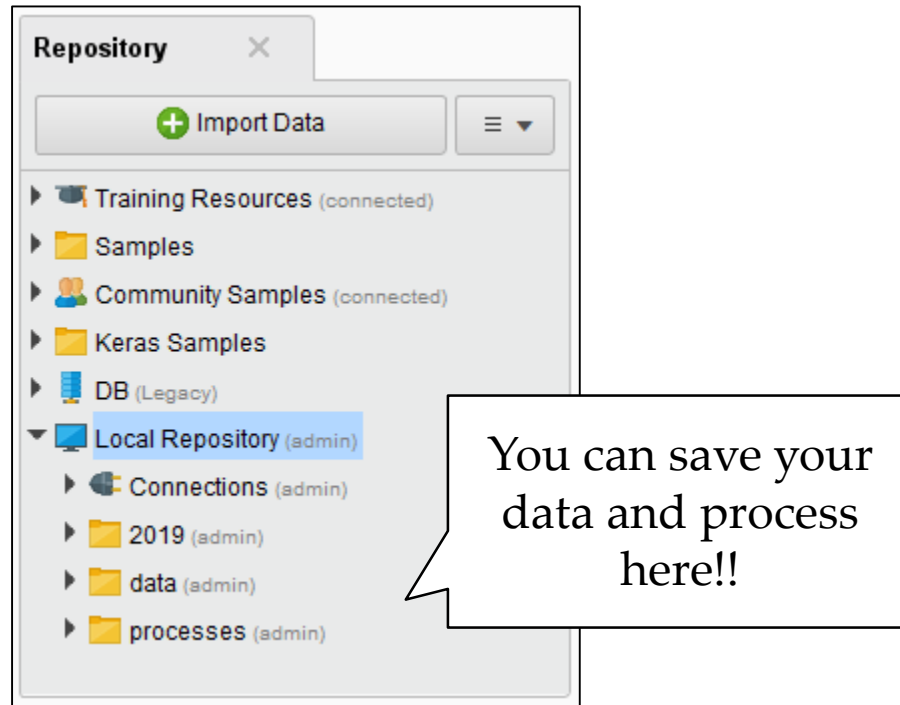 Repository
Import Data
Training Resources (connected)
Samples
Community Samples (connected)
Keras Samples
DB (Legacy)
Local Repository (admin)
Connections (admin)
2019 (admin)
data (admin)
processes (admin)
You can save your
data and process
here!!